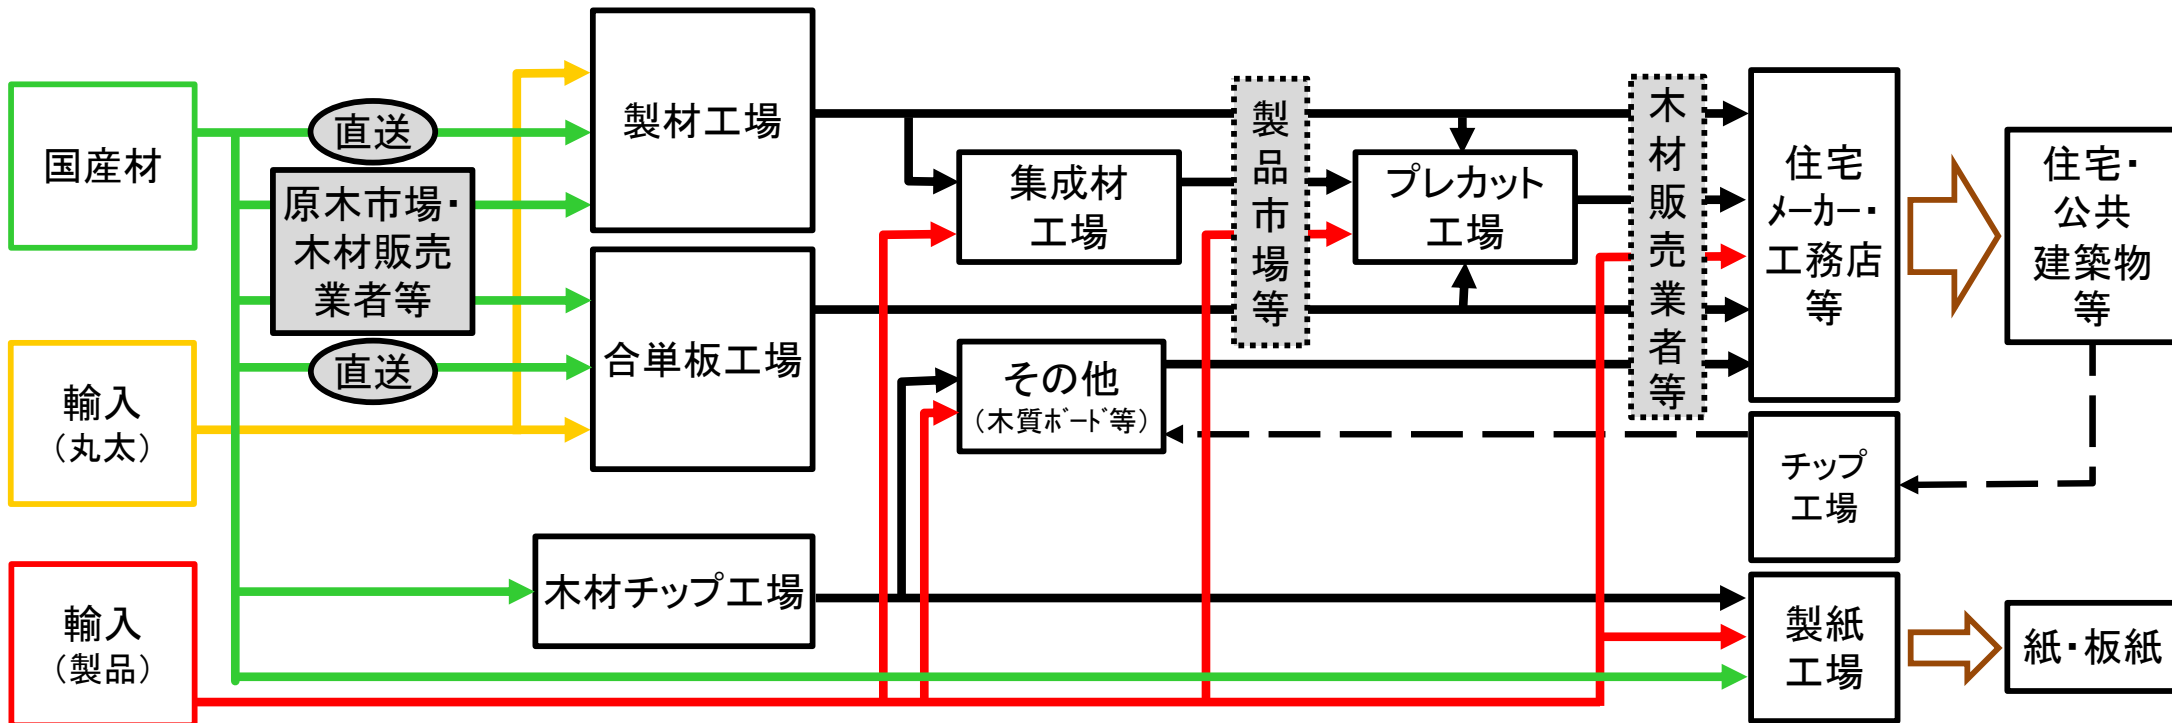 国産材
輸入
（丸太）
輸入
（製品）
直送
原木市場・
木材販売
業者等
直送
製材工場
合単板工場
木材チップ工場
集成材
工場
その他
（木質ﾎﾞｰﾄﾞ等）
製品市場等
プレカット
工場
木材販売業者等
住宅
ﾒｰｶｰ・
工務店
等
チップ
工場
製紙
工場
住宅・
公共
建築物
等
紙・板紙